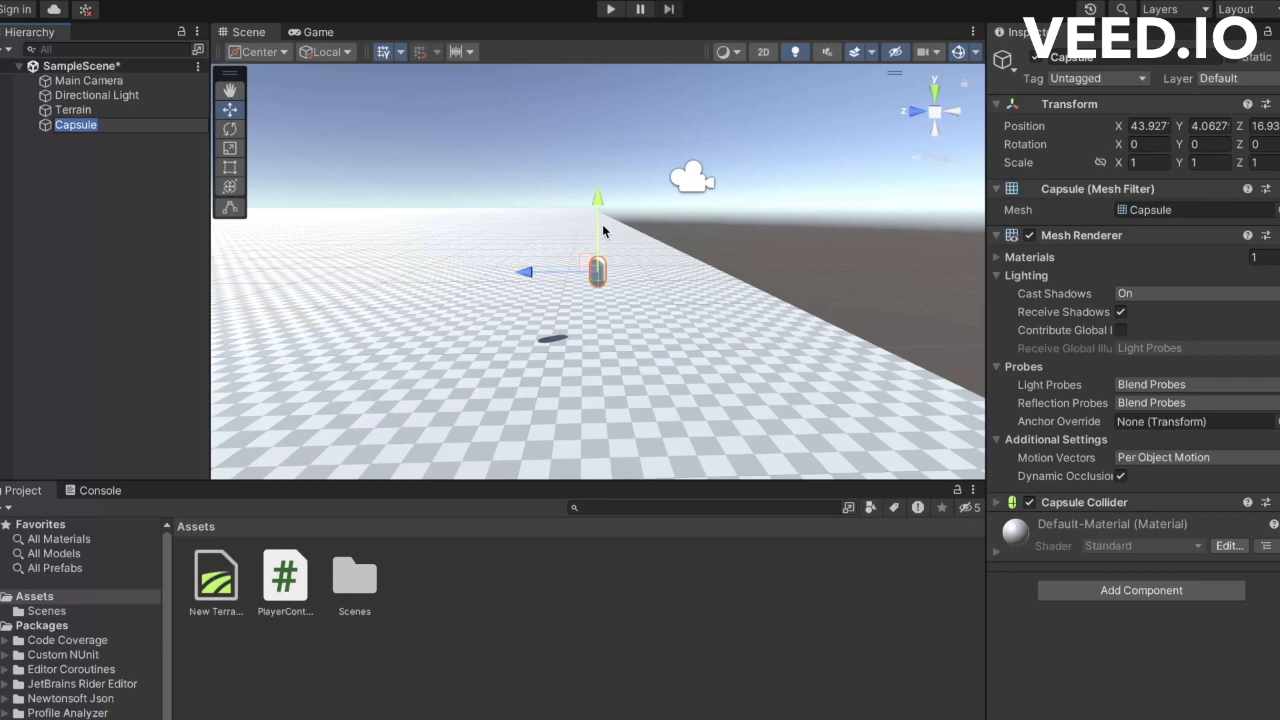 Sign in
Layers
Layout
VEED.IO
Hierarchy
All
SampleScene*
Main Camera
Directional Light
Terrain
Capsule
Scene
Game
Center
Local
2D
y
z
Inspector
Capsule
Static
Tag Untagged Layer Default
Transform
Position X 43.927 Y 4.0627 Z 16.93
Rotation X 0 Y 0 Z 0
Scale X 1 Y 1 Z 1
Capsule (Mesh Filter)
Mesh Capsule
Mesh Renderer
Materials 1
Lighting
Cast Shadows On
Receive Shadows
Contribute Global I
Receive Global Illu Light Probes
Probes
Light Probes Blend Probes
Reflection Probes Blend Probes
Anchor Override None (Transform)
Additional Settings
Motion Vectors Per Object Motion
Dynamic Occlusio
Capsule Collider
Default-Material (Material)
Shader Standard Edit...
Add Component
Project
Console
5
Favorites
All Materials
All Models
All Prefabs
Assets
Scenes
Packages
Code Coverage
Custom NUnit
Editor Coroutines
JetBrains Rider Editor
Newtonsoft Json
Profile Analyzer
Assets
New Terra...
#
PlayerCont...
Scenes